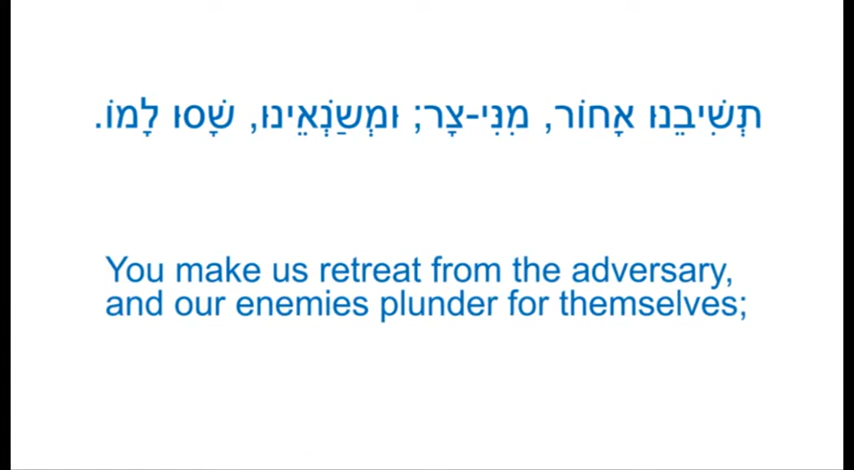 תְּשִׁיבֵנוּ אָחוֹר, מִנִּי-צָר; וּמְשַׂנְאֵינוּ, שָׁסוּ לָמוֹ.
You make us retreat from the adversary,
and our enemies plunder for themselves;